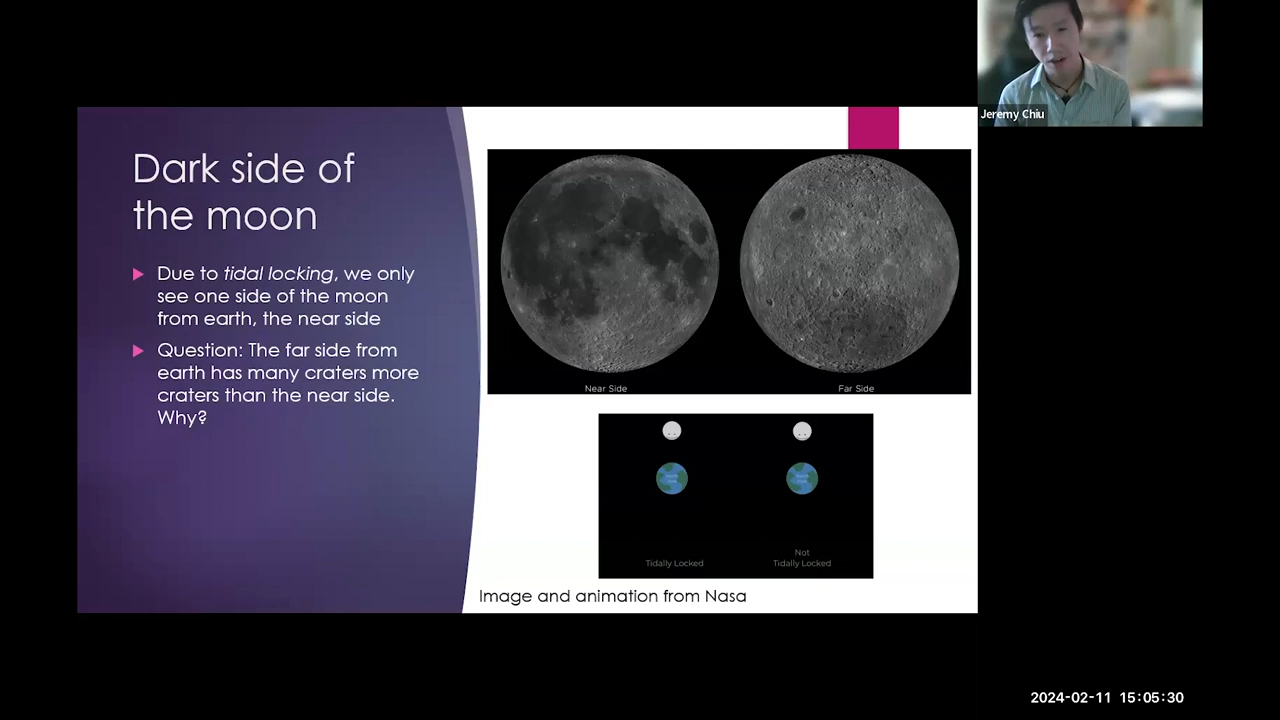 Jeremy Chiu
Dark side of
the moon
Due to tidal locking, we only
see one side of the moon
from earth, the near side
Question: The far side from
earth has many craters more
craters than the near side.
Why?
Near Side
Far Side
Tidally Locked
Not
Tidally Locked
Image and animation from Nasa
2024-02-11 15:05:30